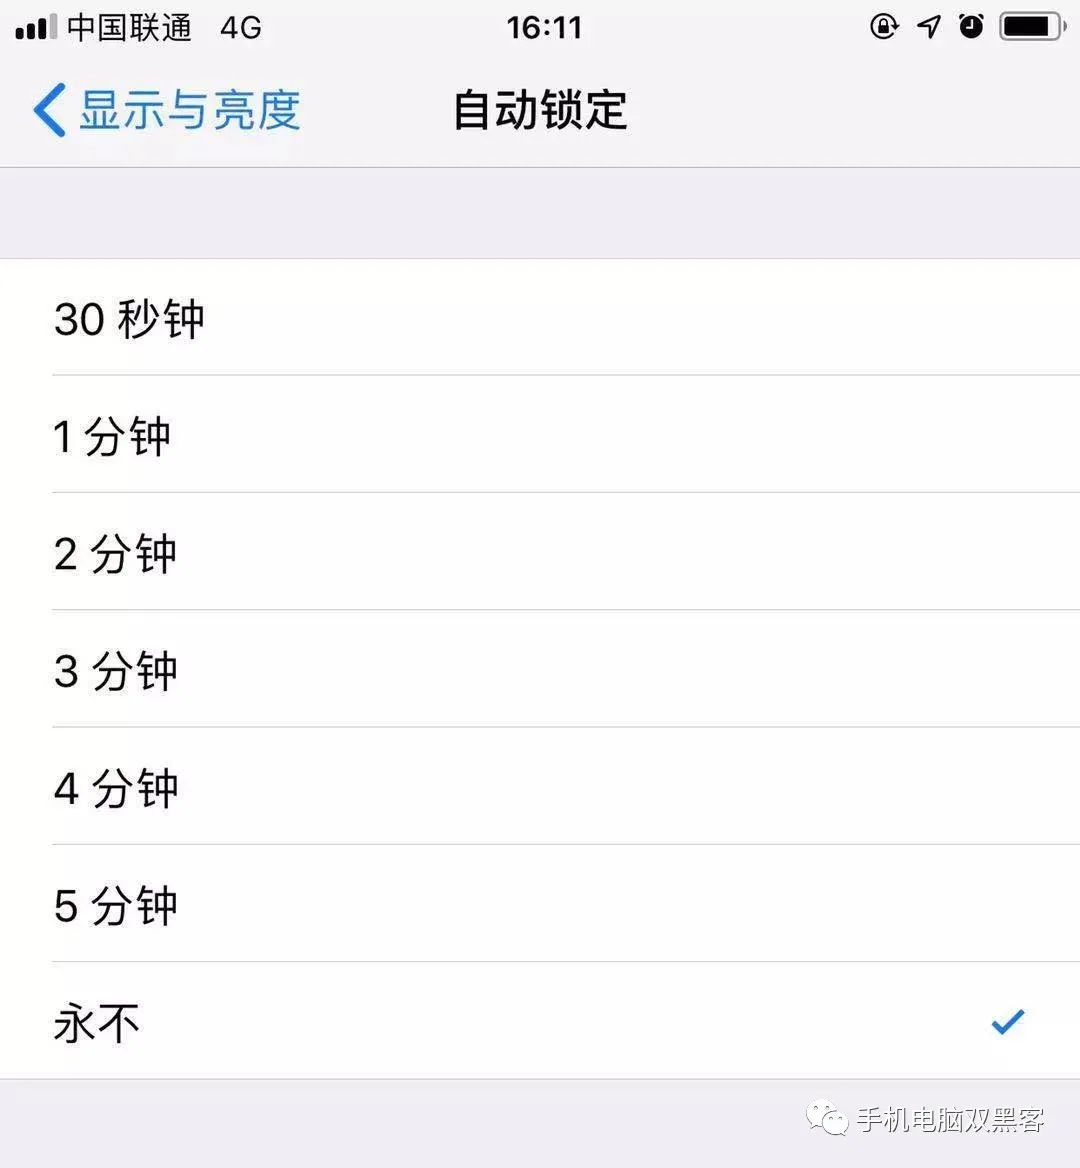 中国联通 4G 16:11
显示与亮度 自动锁定
30 秒钟
1 分钟
2 分钟
3 分钟
4 分钟
5 分钟
永不
手机电脑双黑客